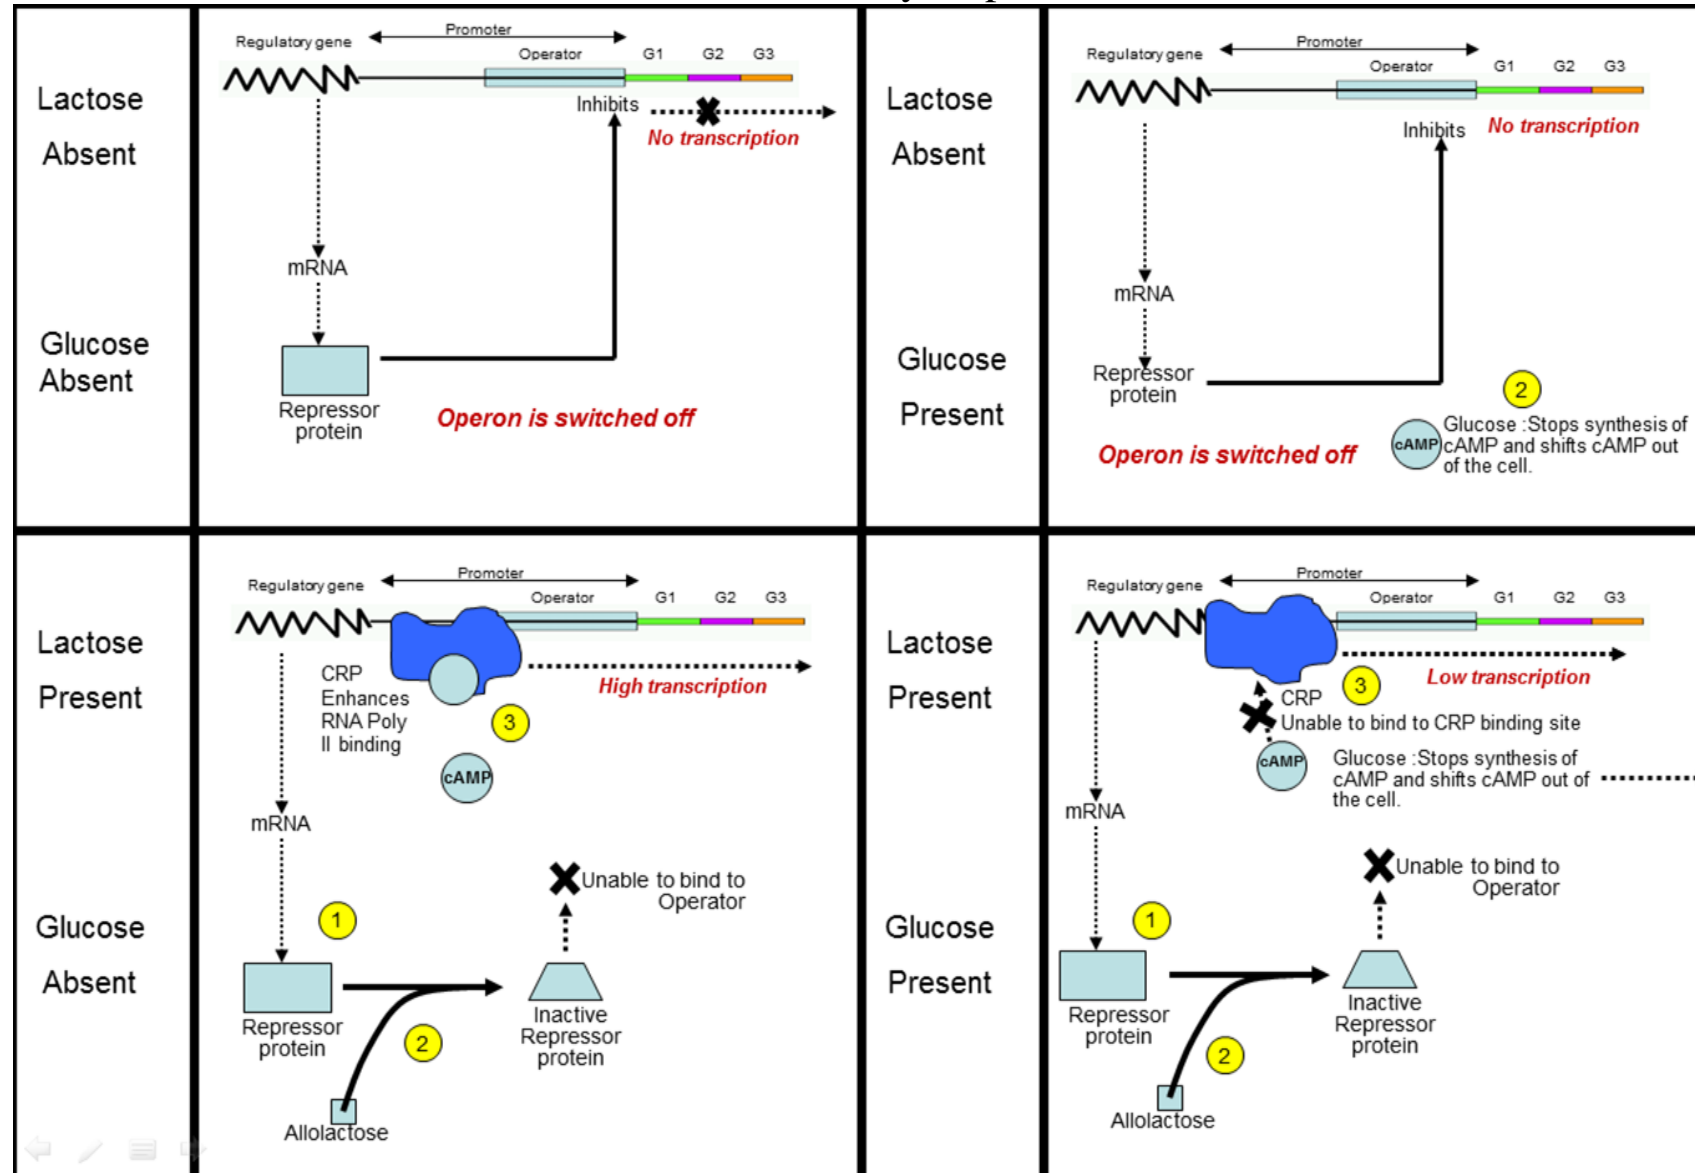 Lactose
Absent
Glucose
Absent
Promoter
Regulatory gene
Operator
G1
G2
G3
Inhibits
No transcription
mRNA
Repressor
protein
Operon is switched off
Lactose
Absent
Glucose
Present
Promoter
Regulatory gene
Operator
G1
G2
G3
Inhibits
No transcription
mRNA
Repressor
protein
Operon is switched off
2
cAMP
Glucose :Stops synthesis of
cAMP and shifts cAMP out
of the cell.
Lactose
Present
Glucose
Absent
Promoter
Regulatory gene
Operator
G1
G2
G3
CRP
Enhances
RNA Poly
II binding
High transcription
3
cAMP
mRNA
Unable to bind to
Operator
1
Repressor
protein
2
Inactive
Repressor
protein
Allolactose
Lactose
Present
Glucose
Present
Promoter
Regulatory gene
Operator
G1
G2
G3
Low transcription
3
CRP
Unable to bind to CRP binding site
cAMP
Glucose :Stops synthesis of
cAMP and shifts cAMP out of
the cell.
mRNA
Unable to bind to
Operator
1
Repressor
protein
2
Inactive
Repressor
protein
Allolactose